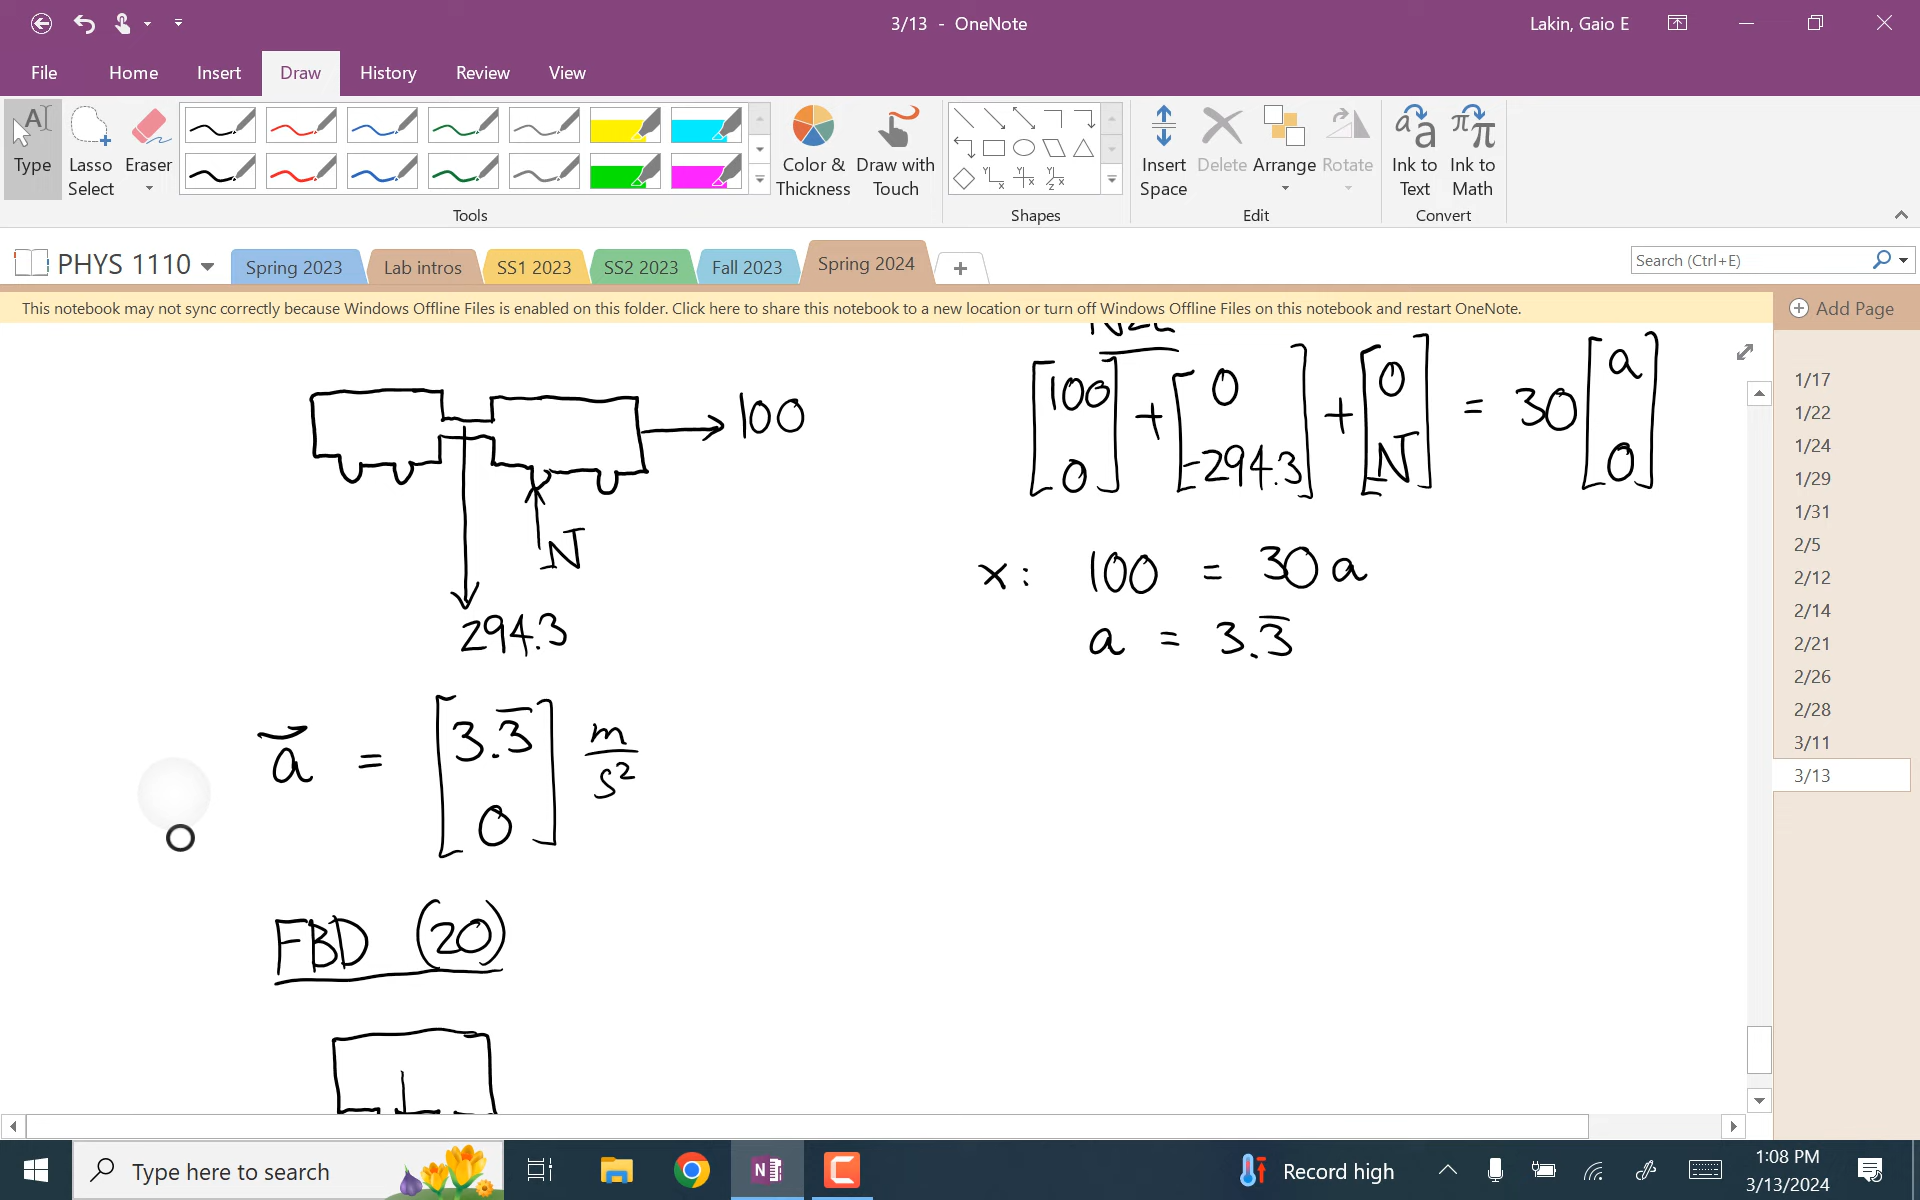 3/13 - OneNote
Lakin, Gaio E
File Home Insert Draw History Review View
Type
Lasso Select
Eraser
Color & Thickness
Draw with Touch
Insert Space
Delete
Arrange
Rotate
Ink to Text
Ink to Math
Tools
Shapes
Edit
Convert
PHYS 1110
Spring 2023
Lab intros
SS1 2023
SS2 2023
Fall 2023
Spring 2024
Search (Ctrl+E)
This notebook may not sync correctly because Windows Offline Files is enabled on this folder. Click here to share this notebook to a new location or turn off Windows Offline Files on this notebook and restart OneNote.
Add Page
1/17
1/22
1/24
1/29
1/31
2/5
2/12
2/14
2/21
2/26
2/28
3/11
3/13
100
N
294.3
[100 0] + [0 -294.3] + [0 N] = 30 [a 0]
x: 100 = 30 a
a = 3.3̅
a⃗ = [3.3̅ 0] m/s²
FBD (20)
Type here to search
Record high
1:08 PM
3/13/2024